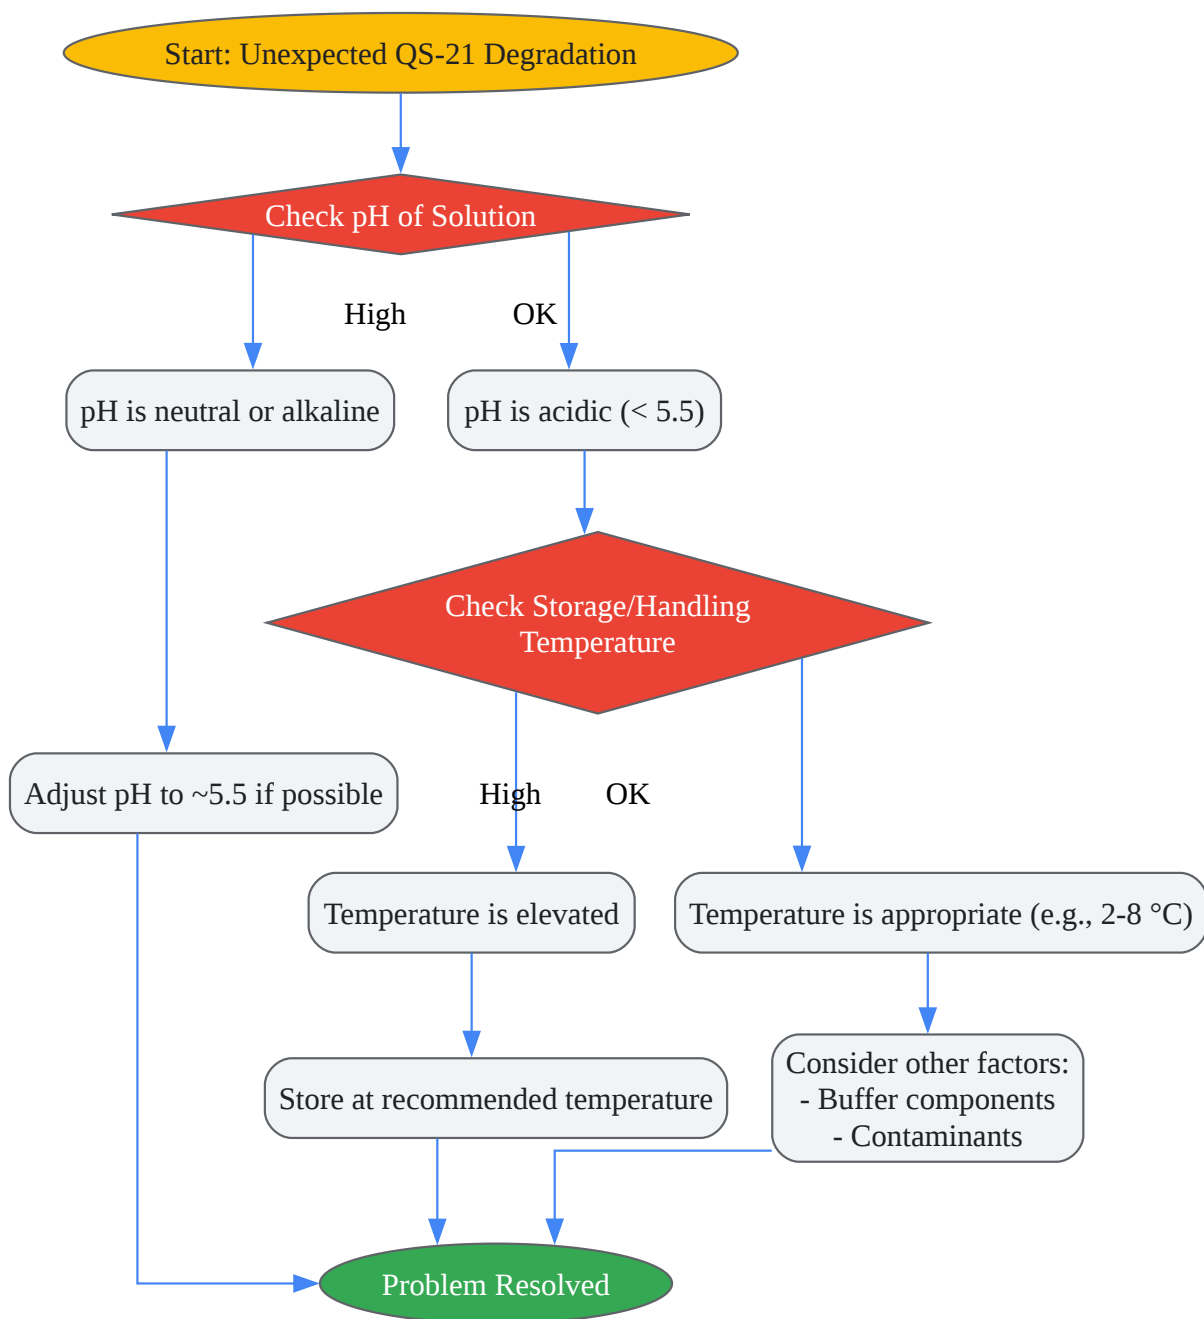 Start: Unexpected QS-21 Degradation
Check pH of Solution
High
OK
pH is neutral or alkaline
pH is acidic (< 5.5)
Check Storage/Handling
Temperature
Adjust pH to ~5.5 if possible
High
OK
Temperature is elevated
Temperature is appropriate (e.g., 2-8 °C)
Store at recommended temperature
Consider other factors:
- Buffer components
- Contaminants
Problem Resolved